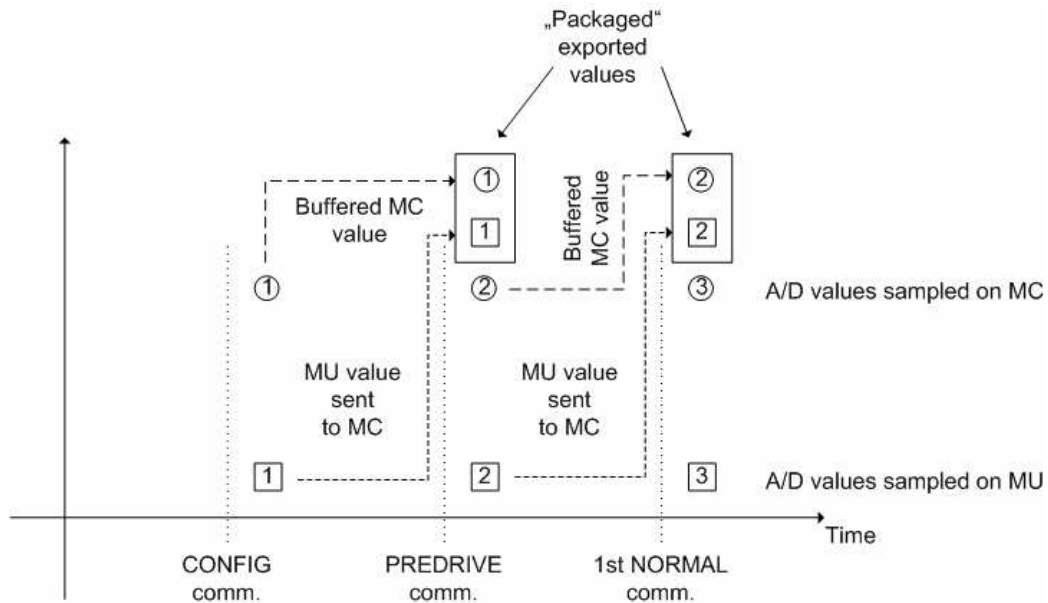 „Packaged“
exported
values
1
2
Buffered MC
value
1
Buffered
MC value
2
1
2
3
A/D values sampled on MC
MU value
sent
to MC
MU value
sent
to MC
1
2
3
A/D values sampled on MU
Time
CONFIG
comm.
PREDRIVE
comm.
1st NORMAL
comm.